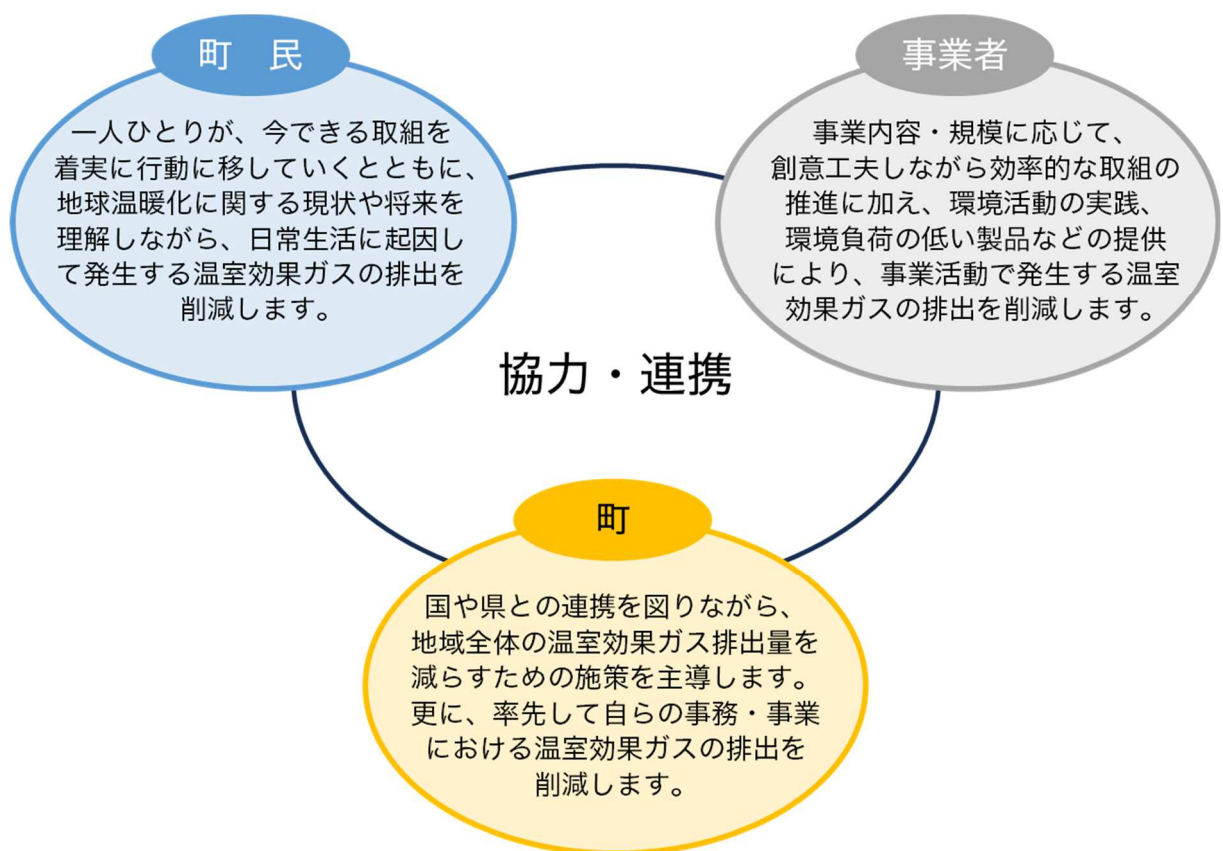 町　民
一人ひとりが、今できる取組を
着実に行動に移していくとともに、
地球温暖化に関する現状や将来を
理解しながら、日常生活に起因し
て発生する温室効果ガスの排出を
削減します。
事業者
事業内容・規模に応じて、
創意工夫しながら効率的な取組の
推進に加え、環境活動の実践、
環境負荷の低い製品などの提供
により、事業活動で発生する温室
効果ガスの排出を削減します。
協力・連携
町
国や県との連携を図りながら、
地域全体の温室効果ガス排出量を
減らすための施策を主導します。
更に、率先して自らの事務・事業
における温室効果ガスの排出を
削減します。